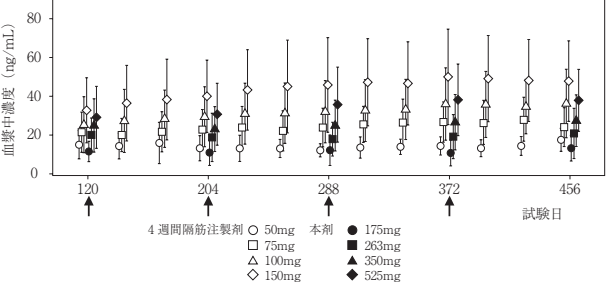 血漿中濃度（ng/mL）
80
60
40
20
0
120 204 288 372 456
試験日
4週間隔筋注製剤 ○ 50mg 本剤 ● 175mg
□ 75mg ■ 263mg
△ 100mg ▲ 350mg
◇ 150mg ◆ 525mg